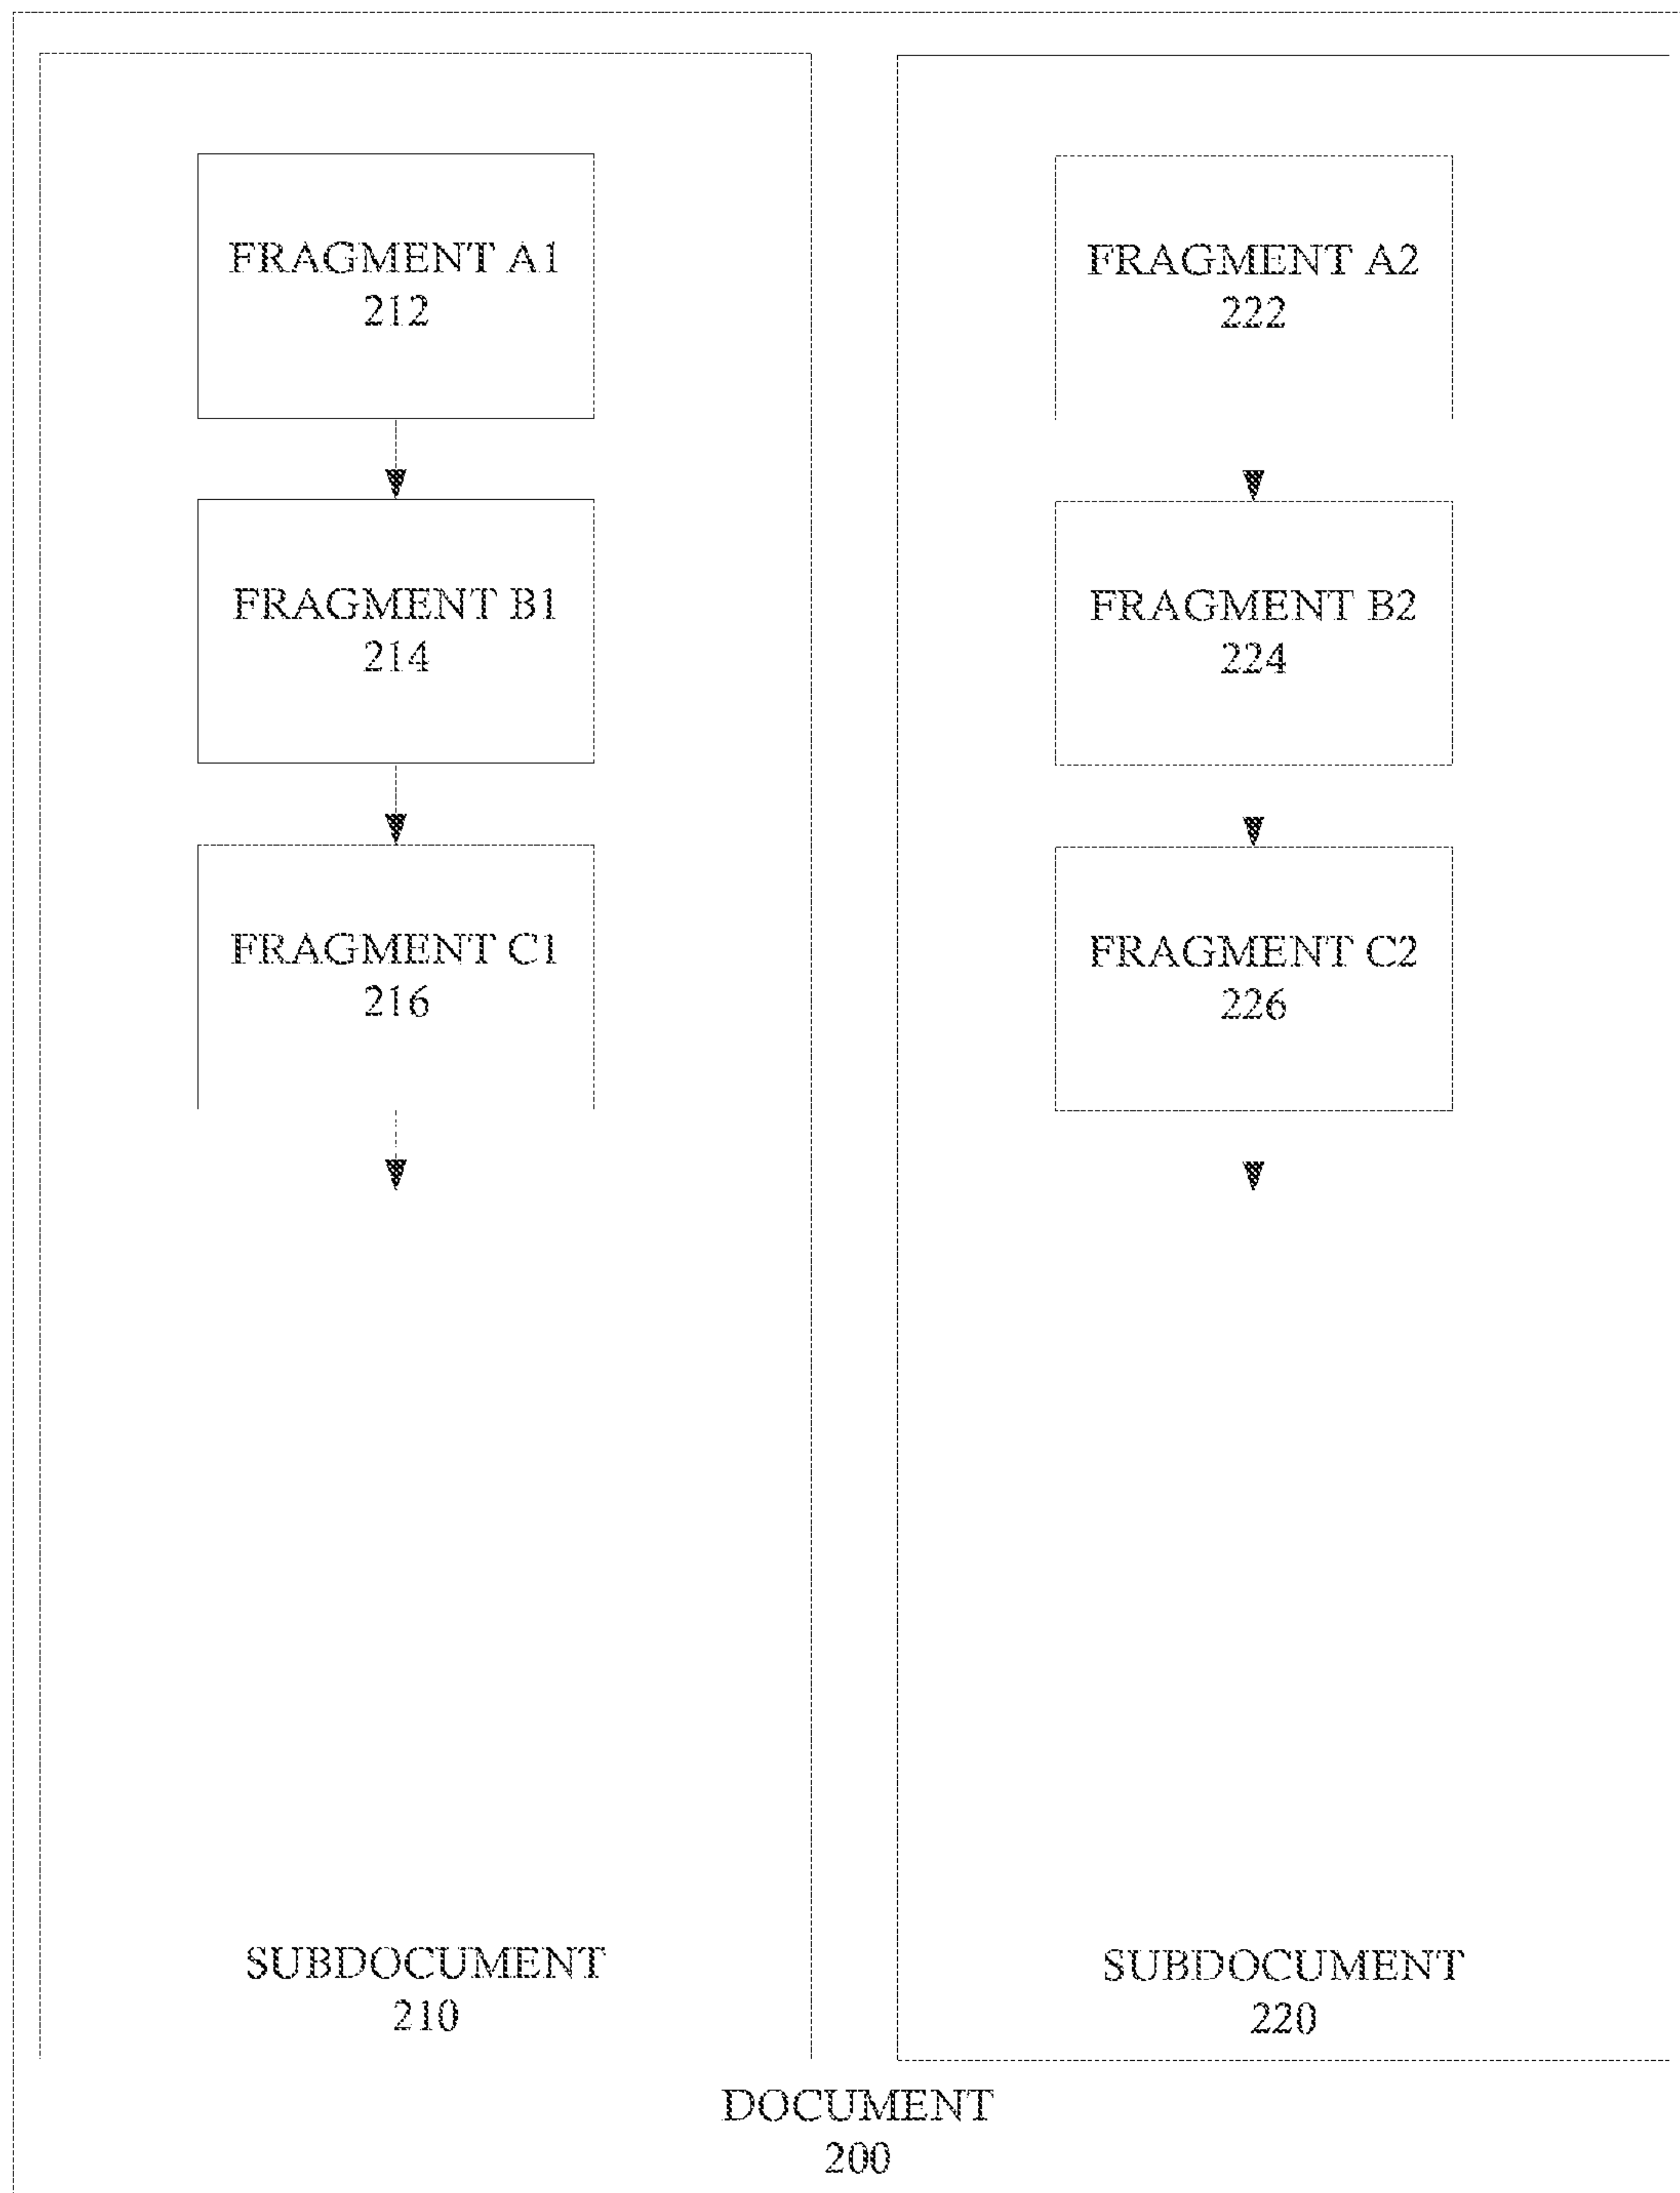 FRAGMENT A1
212
FRAGMENT B1
214
FRAGMENT C1
216
SUBDOCUMENT
210
FRAGMENT A2
222
FRAGMENT B2
224
FRAGMENT C2
226
SUBDOCUMENT
220
DOCUMENT
200